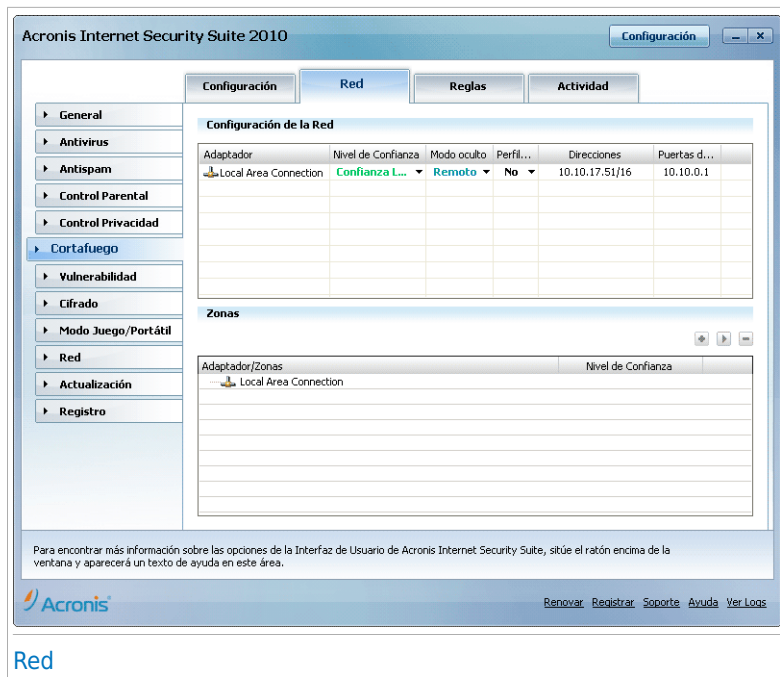 Acronis Internet Security Suite 2010
Configuración
Configuración Red Reglas Actividad
General
Antivirus
Antispam
Control Parental
Control Privacidad
Cortafuego
Vulnerabilidad
Cifrado
Modo Juego/Portátil
Red
Actualización
Registro
Configuración de la Red
Adaptador Nivel de Confianza Modo oculto Perfil... Direcciones Puertas d...
Local Area Connection Confianza L... Remoto No 10.10.17.51/16 10.10.0.1
Zonas
Adaptador/Zonas Nivel de Confianza
Local Area Connection
Para encontrar más información sobre las opciones de la Interfaz de Usuario de Acronis Internet Security Suite, sitúe el ratón encima de la
ventana y aparecerá un texto de ayuda en este área.
Acronis
Renovar Registrar Soporte Ayuda Ver Logs
Red